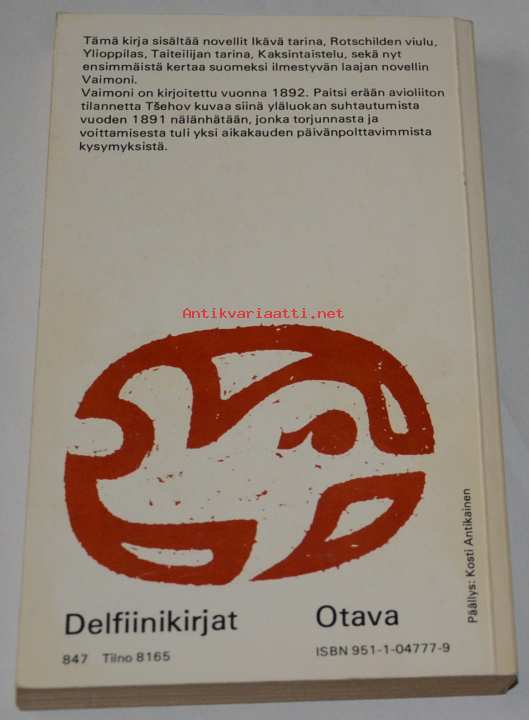 Tämä kirja sisältää novellit Ikävä tarina, Rotschilden viulu,
Ylioppilas, Taiteilijan tarina, Kaksintaistelu, sekä nyt
ensimmäistä kertaa suomeksi ilmestyvän laajan novellin
Vaimoni.
Vaimoni on kirjoitettu vuonna 1892. Paitsi erään avioliiton
tilannetta Tšehov kuvaa siinä yläluokan suhtautumista
vuoden 1891 nälänhätään, jonka torjunnasta ja
voittamisesta tuli yksi aikakauden päivänpolttavimmista
kysymyksistä.
Antikvariaatti.net
Päällys: Kosti Antikainen
Delfiinikirjat Otava
847 Tilno 8165 ISBN 951-1-04777-9